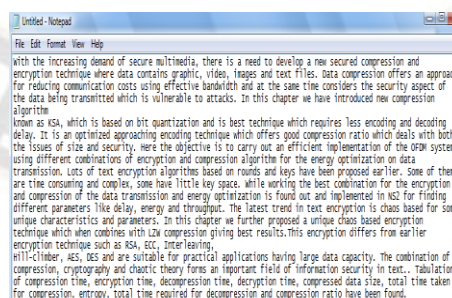 Untitled - Notepad
File Edit Format View Help
with the increasing demand of secure multimedia, there is a need to develop a new secured compression and
encryption technique where data contains graphic, video, images and text files. Data compression offers an approac
for reducing communication costs using effective bandwidth and at the same time considers the security aspect of
the data being transmitted which is vulnerable to attacks. In this chapter we have introduced new compression
algorithm
known as KSA, which is based on bit quantization and is best technique which requires less encoding and decoding
delay. It is an optimized approaching encoding technique which offers good compression ratio which deals with both
the issues of size and security. Here the objective is to carry out an efficient implementation of the OFDM system
using different combinations of encryption and compression algorithm for the energy optimization on data
transmission. Lots of text encryption algorithms based on rounds and keys have been proposed earlier. Some of them
are time consuming and complex, some have little key space. While working the best combination for the encryption
and compression of the data transmission and energy optimization is found out and implemented in NS2 for finding
different parameters like delay, energy and throughput. The latest trend in text encryption is chaos based for som
unique characteristics and parameters. In this chapter we further proposed a unique chaos based encryption
technique which when combines with LZW compression giving best results.This encryption differs from earlier
encryption technique such as RSA, ECC, Interleaving,
Hill-climber, AES, DES and are suitable for practical applications having large data capacity. The combination of
compression, cryptography and chaotic theory forms an important field of information security in text.. Tabulation
of compression time, encryption time, decompression time, decryption time, compressed data size, total time taken
for compression, entropy, total time required for decompression and compression ratio have been found.